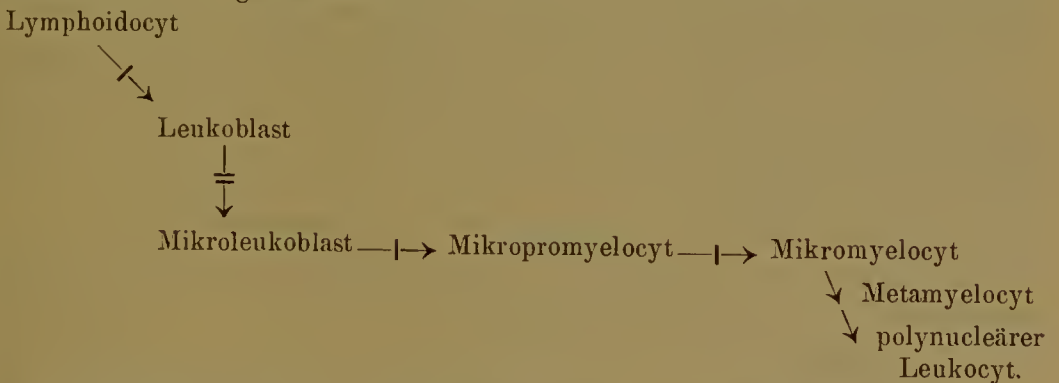 Lymphoidocyt
Leukoblast
Mikroleukoblast Mikropromyelocyt Mikromyelocyt
Metamyelocyt
polynucleärer
Leukocyt.